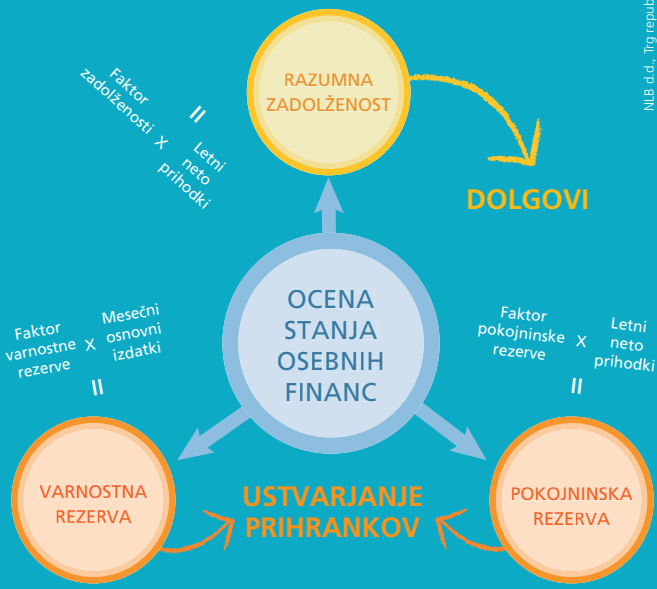 NLB d.d., Trg repub
RAZUMNA
ZADOLŽENOST
Faktor
zadolženosti X
Letni
neto
prihodki
=
DOLGOVI
OCENA
STANJA
OSEBNIH
FINANC
Faktor
varnostne
rezerve
X
Mesečni
osnovni
izdatki
=
Faktor
pokojninske
rezerve
X
Letni
neto
prihodki
=
VARNOSTNA
REZERVA
USTVARJANJE
PRIHRANKOV
POKOJNINSKA
REZERVA